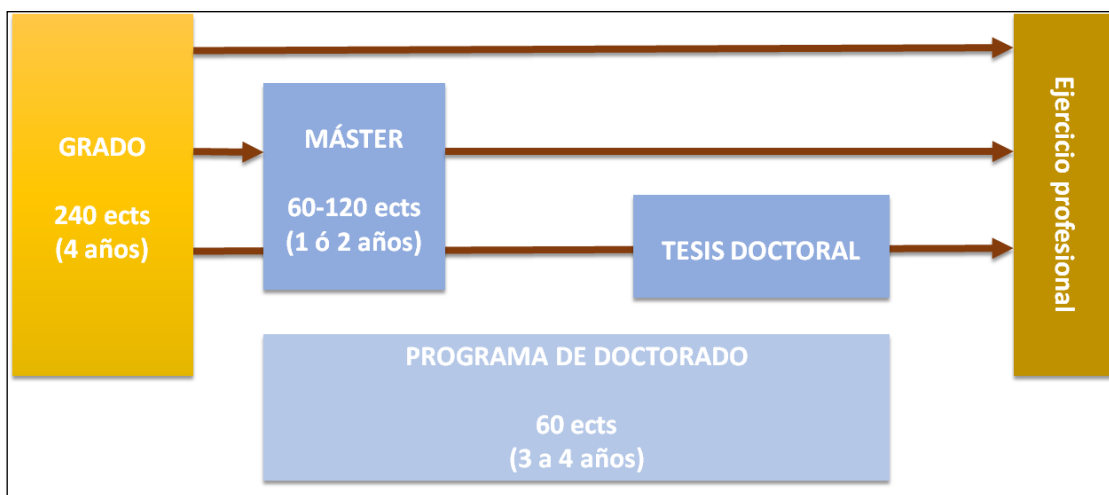 GRADO
240 ects
(4 años)
MÁSTER
60-120 ects
(1 ó 2 años)
TESIS DOCTORAL
PROGRAMA DE DOCTORADO
60 ects
(3 a 4 años)
Ejercicio profesional